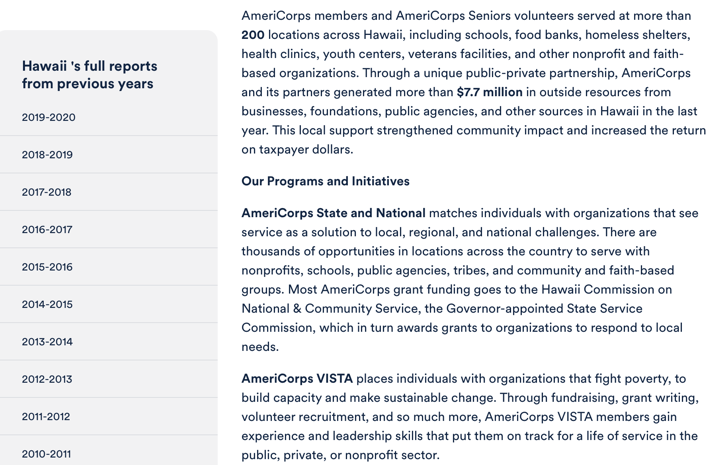 Hawaii 's full reports
from previous years
2019-2020
2018-2019
2017-2018
2016-2017
2015-2016
2014-2015
2013-2014
2012-2013
2011-2012
2010-2011
AmeriCorps members and AmeriCorps Seniors volunteers served at more than
200 locations across Hawaii, including schools, food banks, homeless shelters,
health clinics, youth centers, veterans facilities, and other nonprofit and faith-
based organizations. Through a unique public-private partnership, AmeriCorps
and its partners generated more than $7.7 million in outside resources from
businesses, foundations, public agencies, and other sources in Hawaii in the last
year. This local support strengthened community impact and increased the return
on taxpayer dollars.
Our Programs and Initiatives
AmeriCorps State and National matches individuals with organizations that see
service as a solution to local, regional, and national challenges. There are
thousands of opportunities in locations across the country to serve with
nonprofits, schools, public agencies, tribes, and community and faith-based
groups. Most AmeriCorps grant funding goes to the Hawaii Commission on
National & Community Service, the Governor-appointed State Service
Commission, which in turn awards grants to organizations to respond to local
needs.
AmeriCorps VISTA places individuals with organizations that fight poverty, to
build capacity and make sustainable change. Through fundraising, grant writing,
volunteer recruitment, and so much more, AmeriCorps VISTA members gain
experience and leadership skills that put them on track for a life of service in the
public, private, or nonprofit sector.